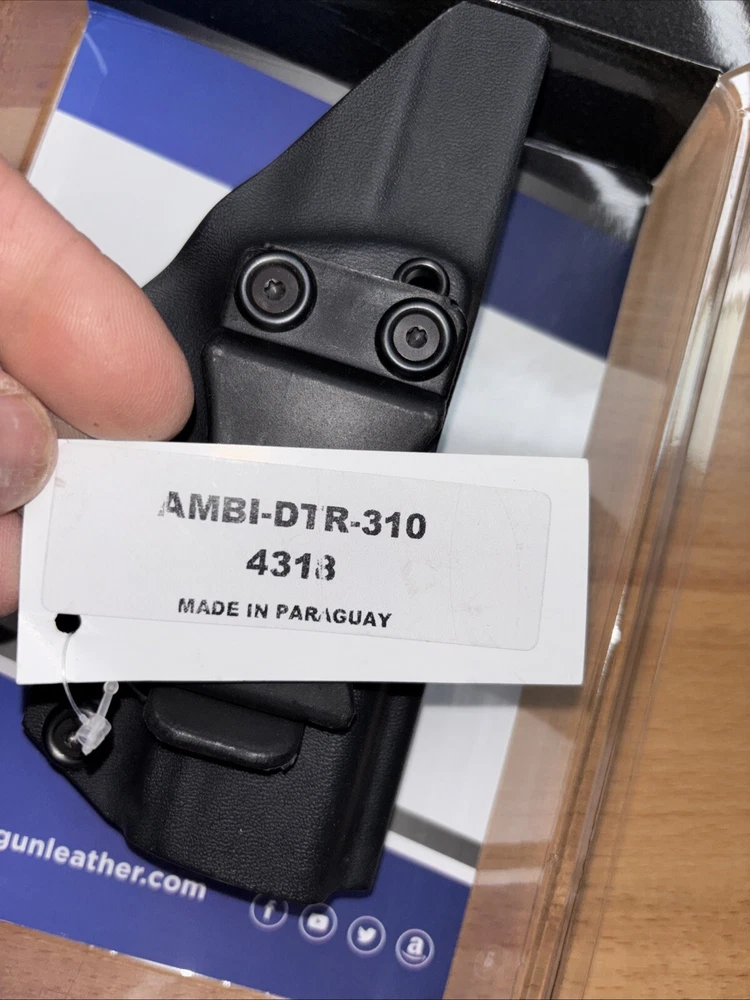 AMBI-DTR-310
4318
MADE IN PARAGUAY
gunleather.com
f
a